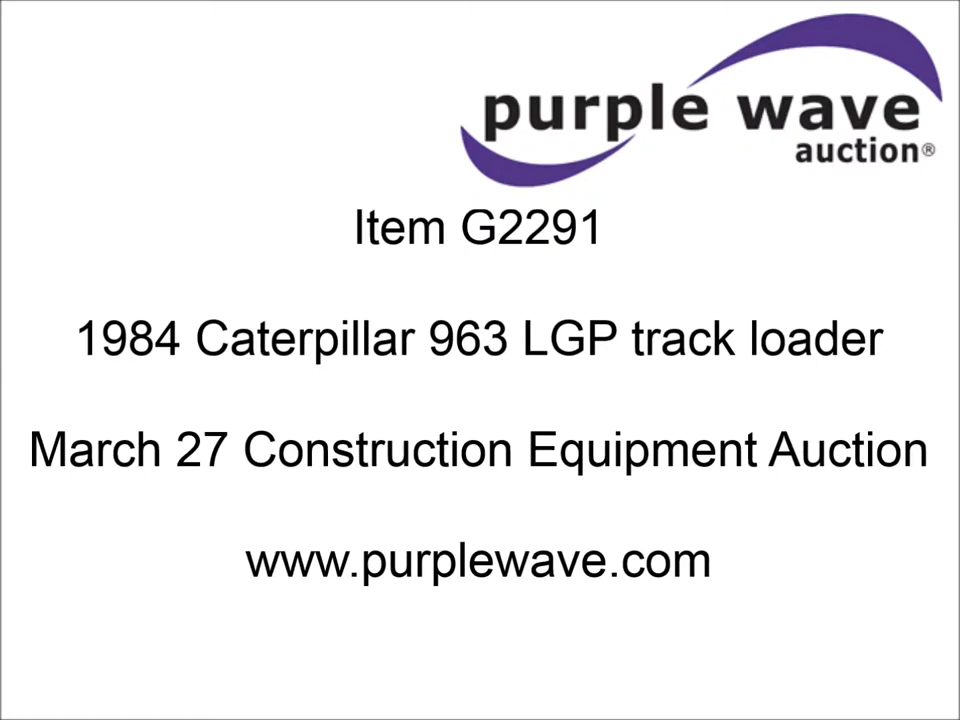 purple wave
auction®
Item G2291
1984 Caterpillar 963 LGP track loader
March 27 Construction Equipment Auction
www.purplewave.com